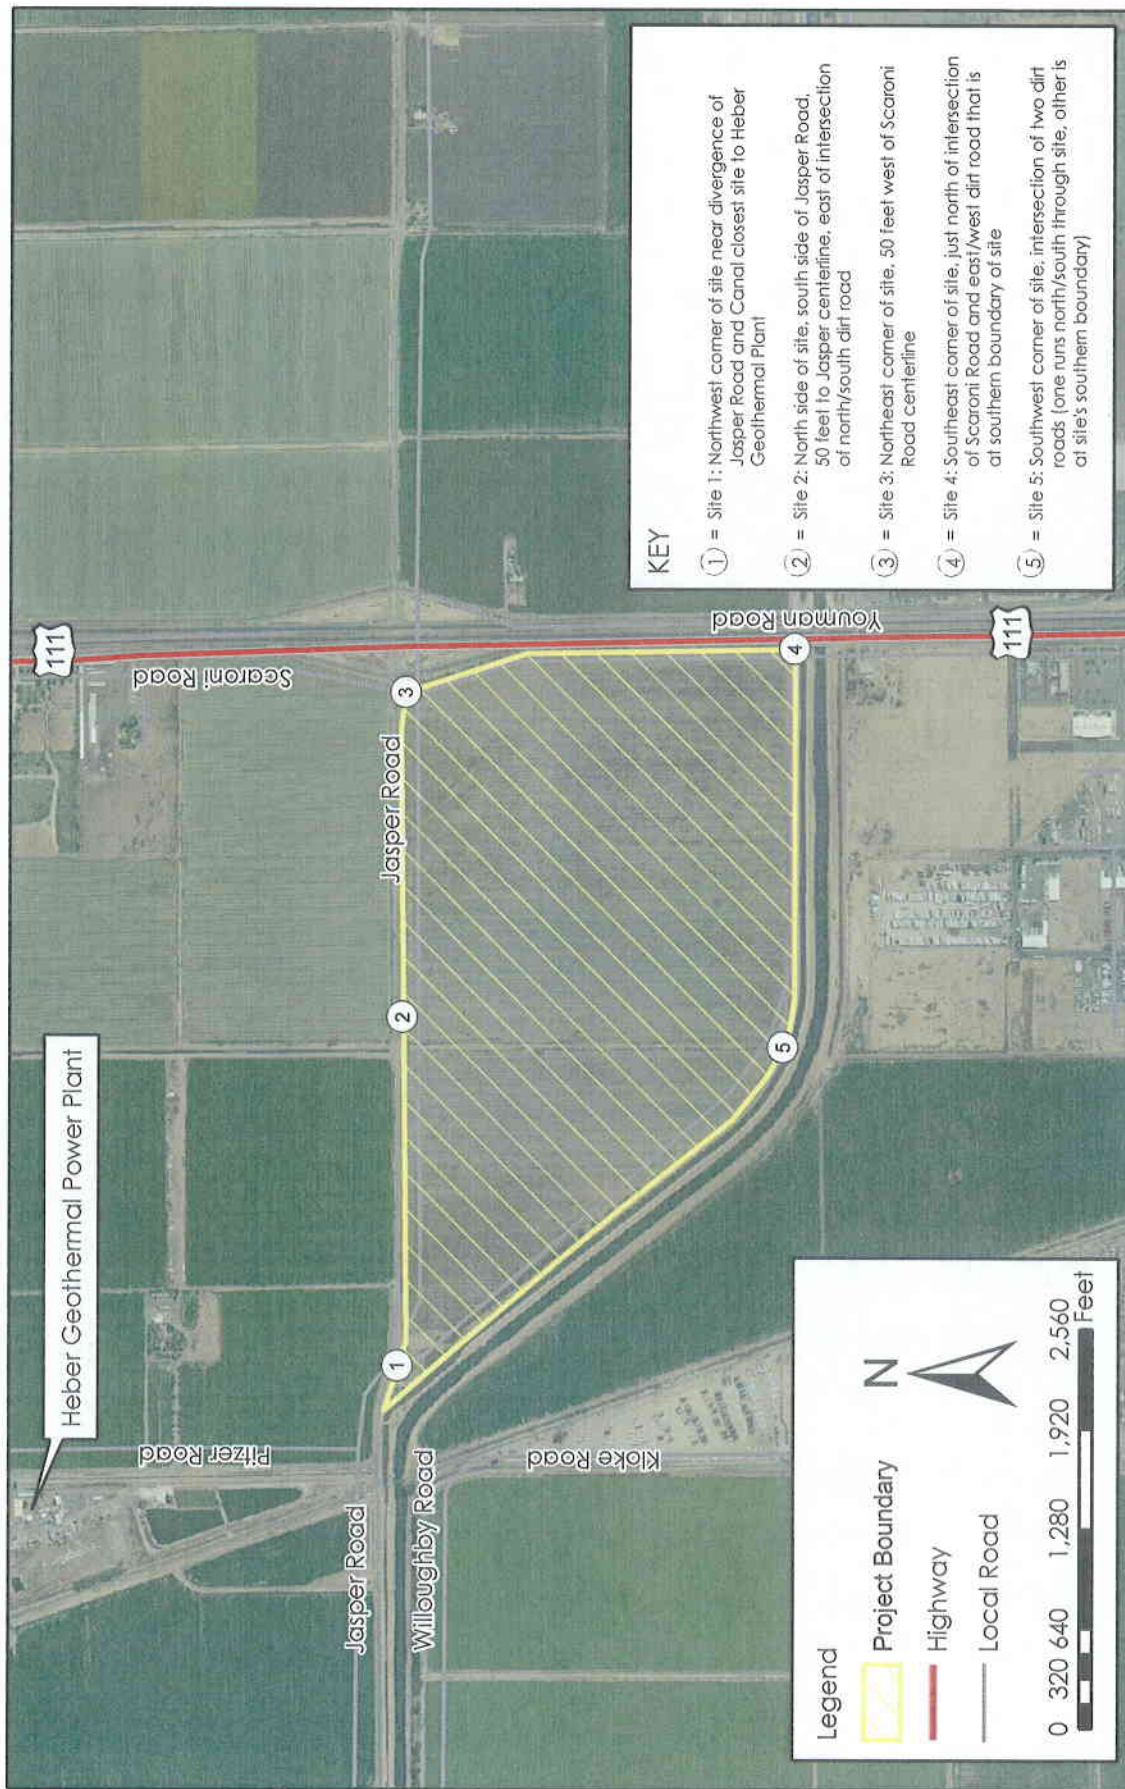 Heber Geothermal Power Plant
111
Scaroni Road
Pitzer Road
Jasper Road
Jasper Road
Willoughby Road
Kloke Road
Youman Road
111
1
2
3
4
5
KEY
1 = Site 1: Northwest corner of site near divergence of
Jasper Road and Canal closest site to Heber
Geothermal Plant
2 = Site 2: North side of site, south side of Jasper Road,
50 feet to Jasper centerline, east of intersection
of north/south dirt road
3 = Site 3: Northeast corner of site, 50 feet west of Scaroni
Road centerline
4 = Site 4: Southeast corner of site, just north of intersection
of Scaroni Road and east/west dirt road that is
at southern boundary of site
5 = Site 5: Southwest corner of site, intersection of two dirt
roads (one runs north/south through site, other is
at site's southern boundary)
Legend
Project Boundary
Highway
Local Road
N
0 320 640 1,280 1,920 2,560
Feet